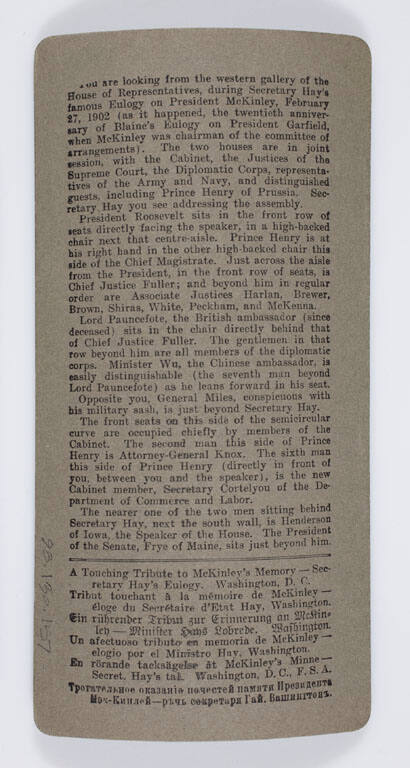 You are looking from the western gallery of the
House of Representatives, during Secretary Hay's
famous Eulogy on President McKinley, February
27, 1902 (as it happened, the twentieth anniver-
sary of Blaine's Eulogy on President Garfield,
when McKinley was chairman of the committee of
arrangements). The two houses are in joint
session, with the Cabinet, the Justices of the
Supreme Court, the Diplomatic Corps, representa-
tives of the Army and Navy, and distinguished
guests, including Prince Henry of Prussia. Sec-
retary Hay you see addressing the assembly.
President Roosevelt sits in the front row of
seats directly facing the speaker, in a high-backed
chair next that centre-aisle. Prince Henry is at
his right hand in the other high-backed chair this
side of the Chief Magistrate. Just across the aisle
from the President, in the front row of seats, is
Chief Justice Fuller; and beyond him in regular
order are Associate Justices Harlan, Brewer,
Brown, Shiras, White, Peckham, and McKenna.
Lord Pauncefote, the British ambassador (since
deceased) sits in the chair directly behind that
of Chief Justice Fuller. The gentlemen in that
row beyond him are all members of the diplomatic
corps. Minister Wu, the Chinese ambassador, is
easily distinguishable (the seventh man beyond
Lord Pauncefote) as he leans forward in his seat.
Opposite you, General Miles, conspicuous with
his military sash, is just beyond Secretary Hay.
The front seats on this side of the semicircular
curve are occupied chiefly by members of the
Cabinet. The second man this side of Prince
Henry is Attorney-General Knox. The sixth man
this side of Prince Henry (directly in front of
you, between you and the speaker), is the new
Cabinet member, Secretary Cortelyou of the De-
partment of Commerce and Labor.
The nearer one of the two men sitting behind
Secretary Hay, next the south wall, is Henderson
of Iowa, the Speaker of the House. The President
of the Senate, Frye of Maine, sits just beyond him.
A Touching Tribute to McKinley's Memory — Sec-
retary Hay's Eulogy. Washington, D. C.
Tribut touchant à la mémoire de McKinley —
éloge du Secrétaire d'Etat Hay, Washington.
Ein rührender Tribut zur Erinnerung an McKin-
ley — Minister Hays Lobrede. Washington.
Un afectuoso tributo en memoria de McKinley —
elogio por el Ministro Hay, Washington.
En rörande tacksägelse åt McKinley's Minne —
Secret. Hay's tal. Washington, D.C., F. S. A.
Трогательное оказаніе почестей памяти Президента
Мэч-Кинлей—рѣчь секретаря Гай. Вашингтонъ.